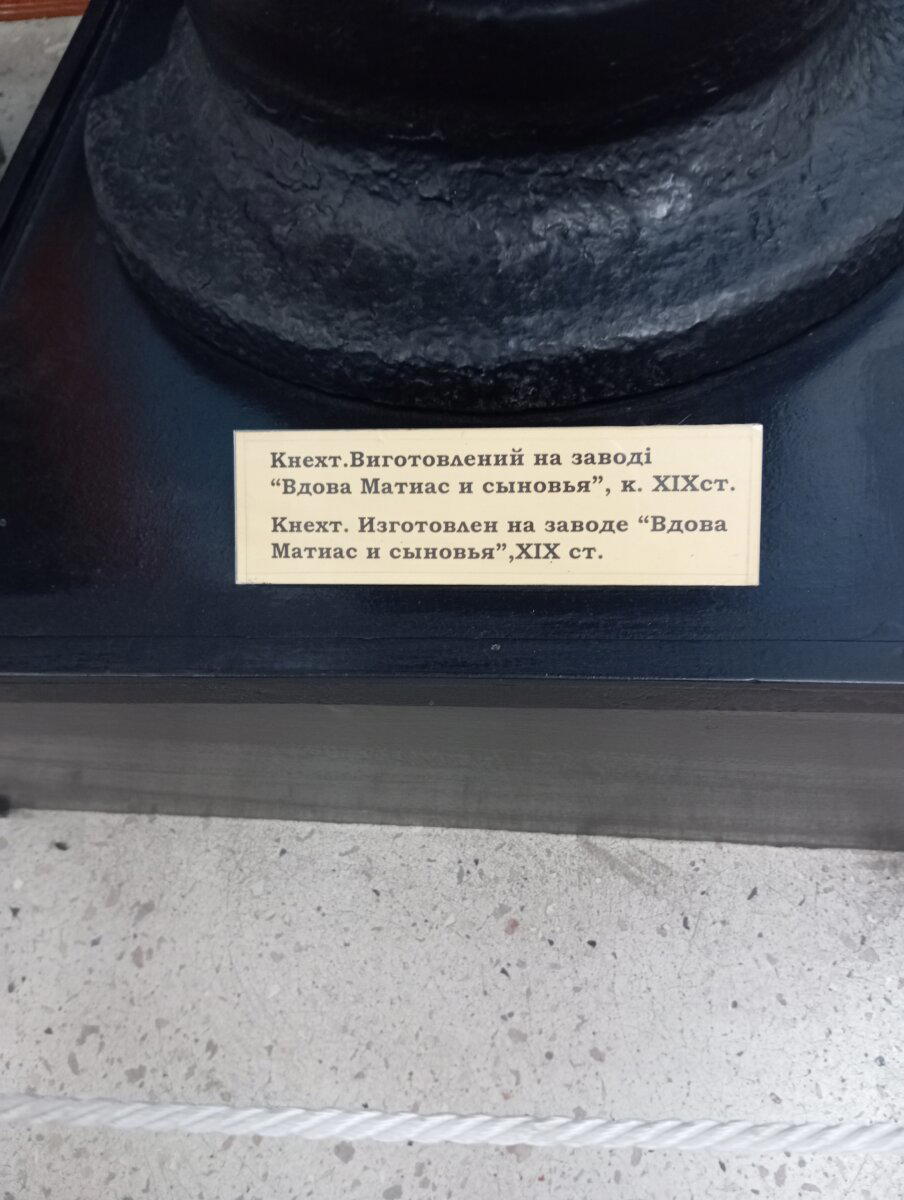 Кнехт.Виготовлений на заводі
“Вдова Матиас и сыновья”, к. XIXст.
Кнехт. Изготовлен на заводе “Вдова
Матиас и сыновья”,XIX ст.